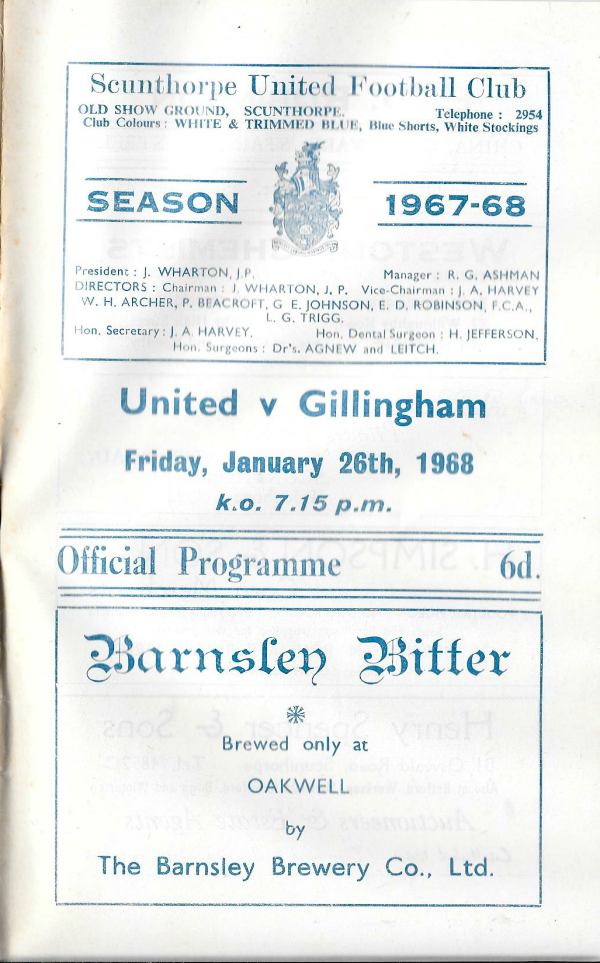 Scunthorpe United Football Club
OLD SHOW GROUND, SCUNTHORPE. Telephone : 2954
Club Colours : WHITE & TRIMMED BLUE, Blue Shorts, White Stockings
SEASON 1967-68
President : J. WHARTON, J.P. Manager : R. G. ASHMAN
DIRECTORS : Chairman : J. WHARTON, J. P. Vice-Chairman : J. A. HARVEY
W. H. ARCHER, P. BEACROFT, G E. JOHNSON, E. D. ROBINSON, F.C.A.,
L. G. TRIGG.
Hon. Secretary : J. A. HARVEY. Hon. Dental Surgeon : H. JEFFERSON,
Hon. Surgeons : Dr's. AGNEW and LEITCH.
United v Gillingham
Friday, January 26th, 1968
k.o. 7.15 p.m.
Official Programme 6d.
Barnsley Bitter
Brewed only at
OAKWELL
by
The Barnsley Brewery Co., Ltd.